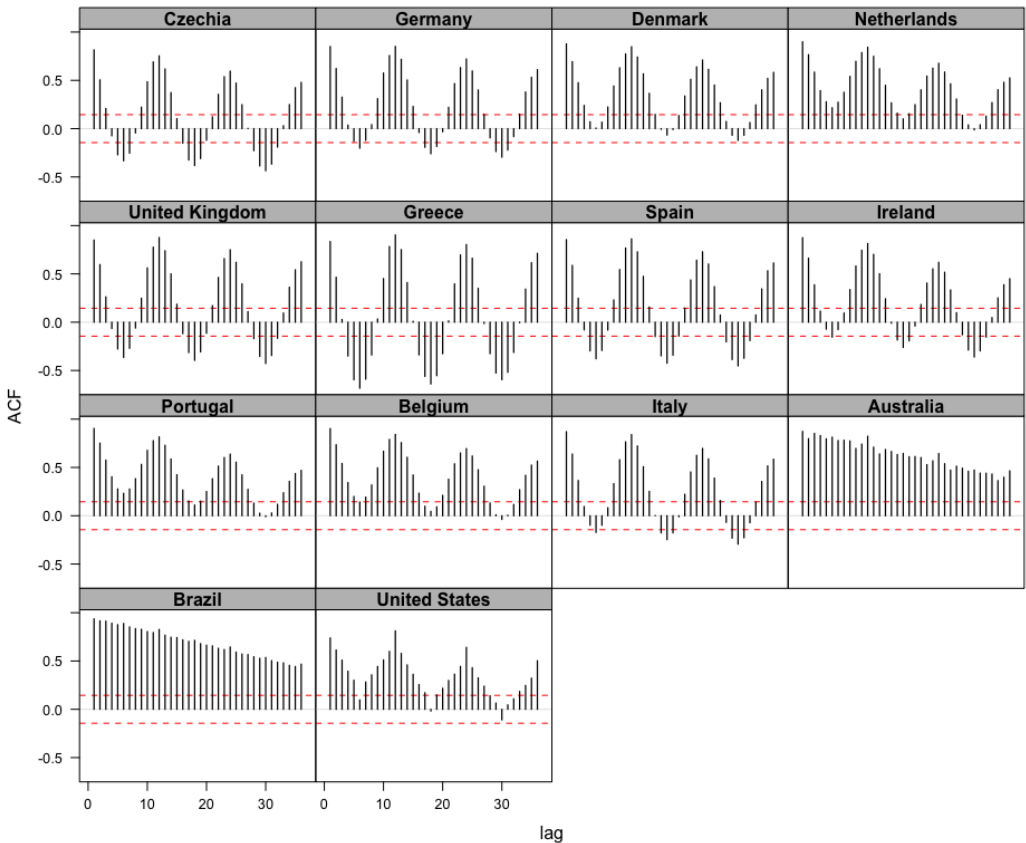 Czechia Germany Denmark Netherlands
0.5
0.0
-0.5
United Kingdom Greece Spain Ireland
0.5
0.0
-0.5
ACF
Portugal Belgium Italy Australia
0.5
0.0
-0.5
Brazil United States
0.5
0.0
-0.5
0 10 20 30 0 10 20 30
lag